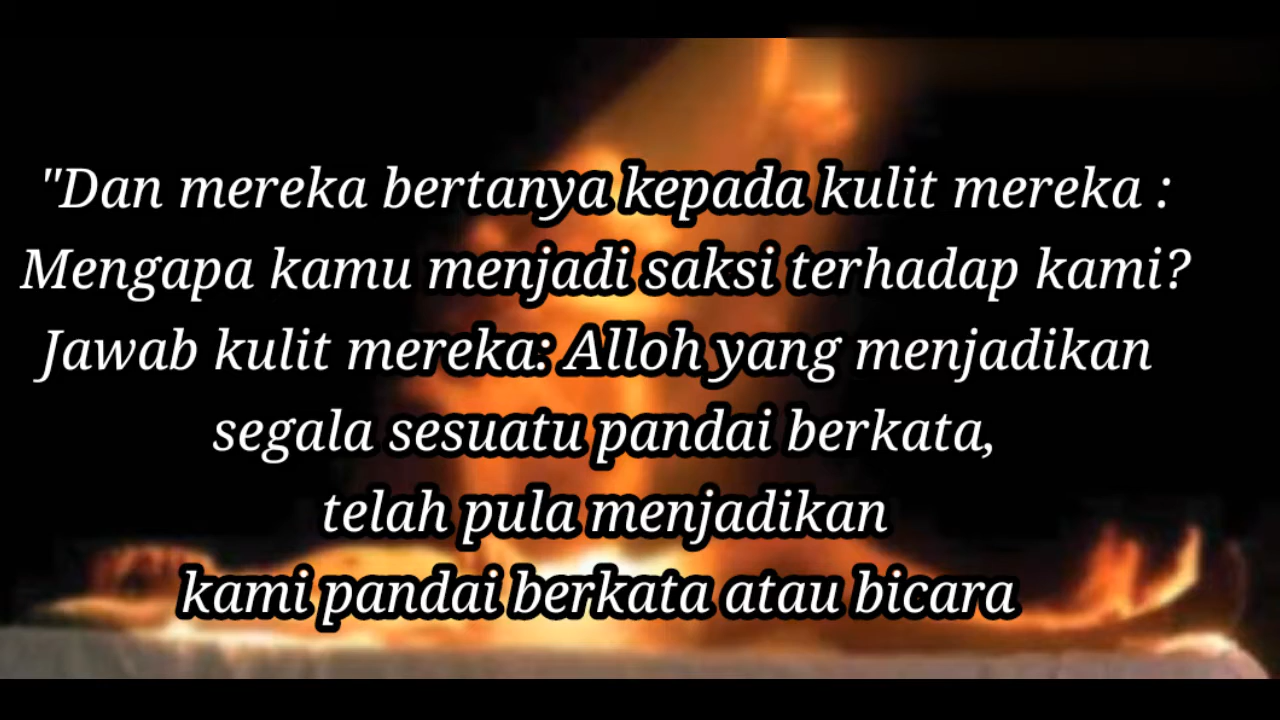 "Dan mereka bertanya kepada kulit mereka :
Mengapa kamu menjadi saksi terhadap kami?
Jawab kulit mereka: Alloh yang menjadikan
segala sesuatu pandai berkata,
telah pula menjadikan
kami pandai berkata atau bicara